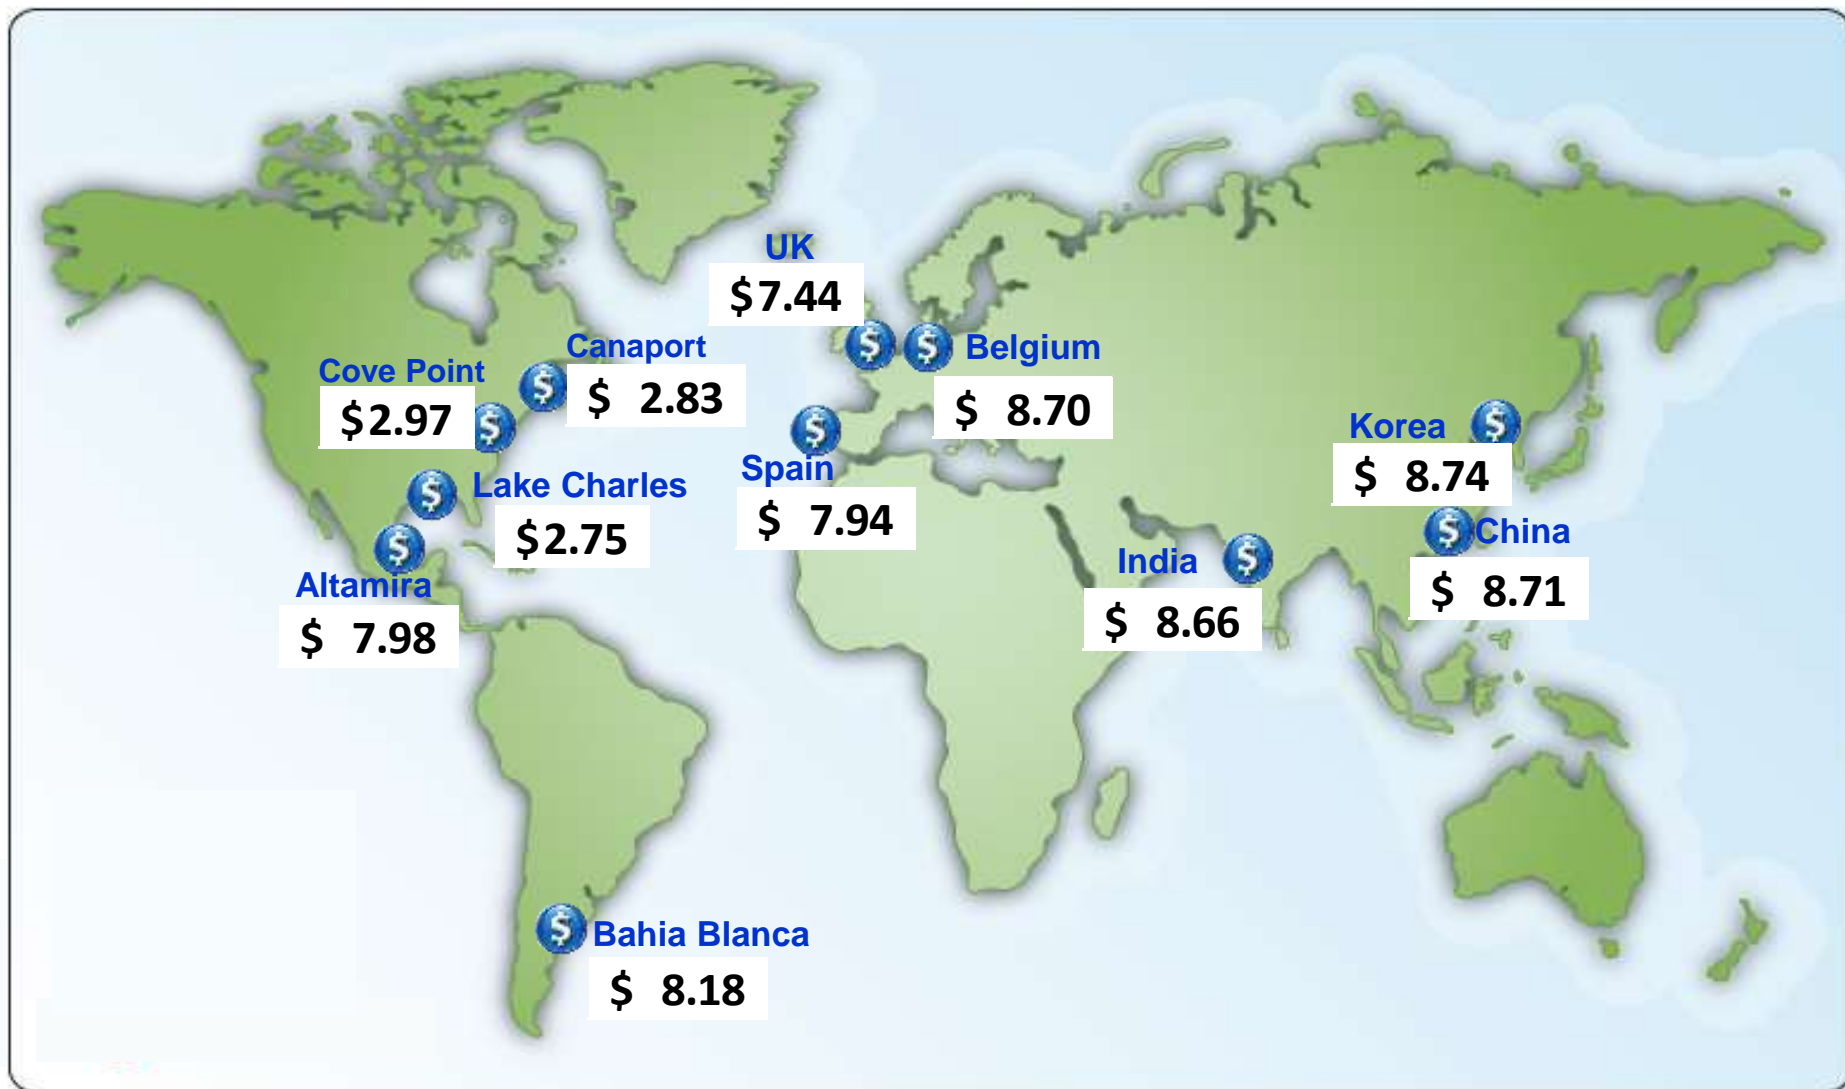 UK
$7.44
Canaport
$ 2.83
Cove Point
$2.97
Belgium
$ 8.70
Korea
$ 8.74
Spain
$ 7.94
Lake Charles
$2.75
China
$ 8.71
India
$ 8.66
Altamira
$ 7.98
Bahia Blanca
$ 8.18